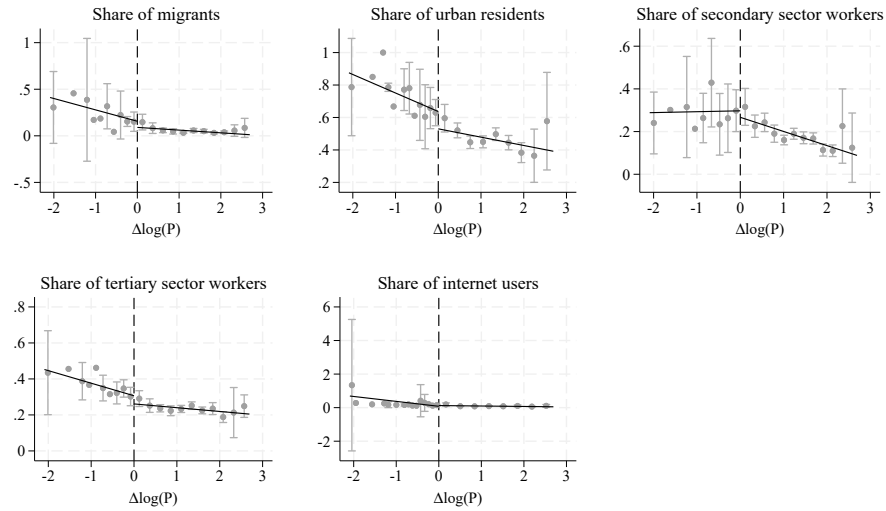 Share of migrants
1
.5
0
-.5
-2 -1 0 1 2 3
Δlog(P)
Share of urban residents
1
.8
.6
.4
.2
-2 -1 0 1 2 3
Δlog(P)
Share of secondary sector workers
.6
.4
.2
0
-2 -1 0 1 2 3
Δlog(P)
Share of tertiary sector workers
.8
.6
.4
.2
0
-2 -1 0 1 2 3
Δlog(P)
Share of internet users
6
4
2
0
-2
-2 -1 0 1 2 3
Δlog(P)